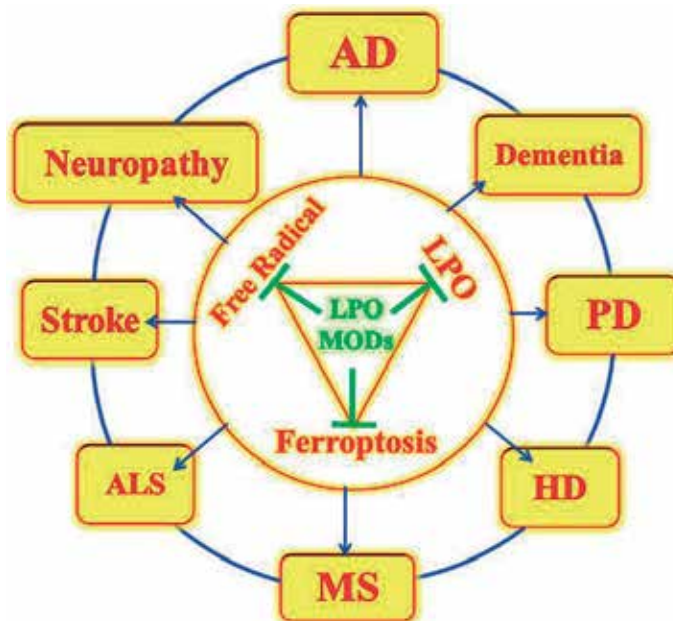 AD
Neuropathy
Dementia
Free Radical
LPO
LPO
MODs
Stroke
PD
Ferroptosis
ALS
HD
MS